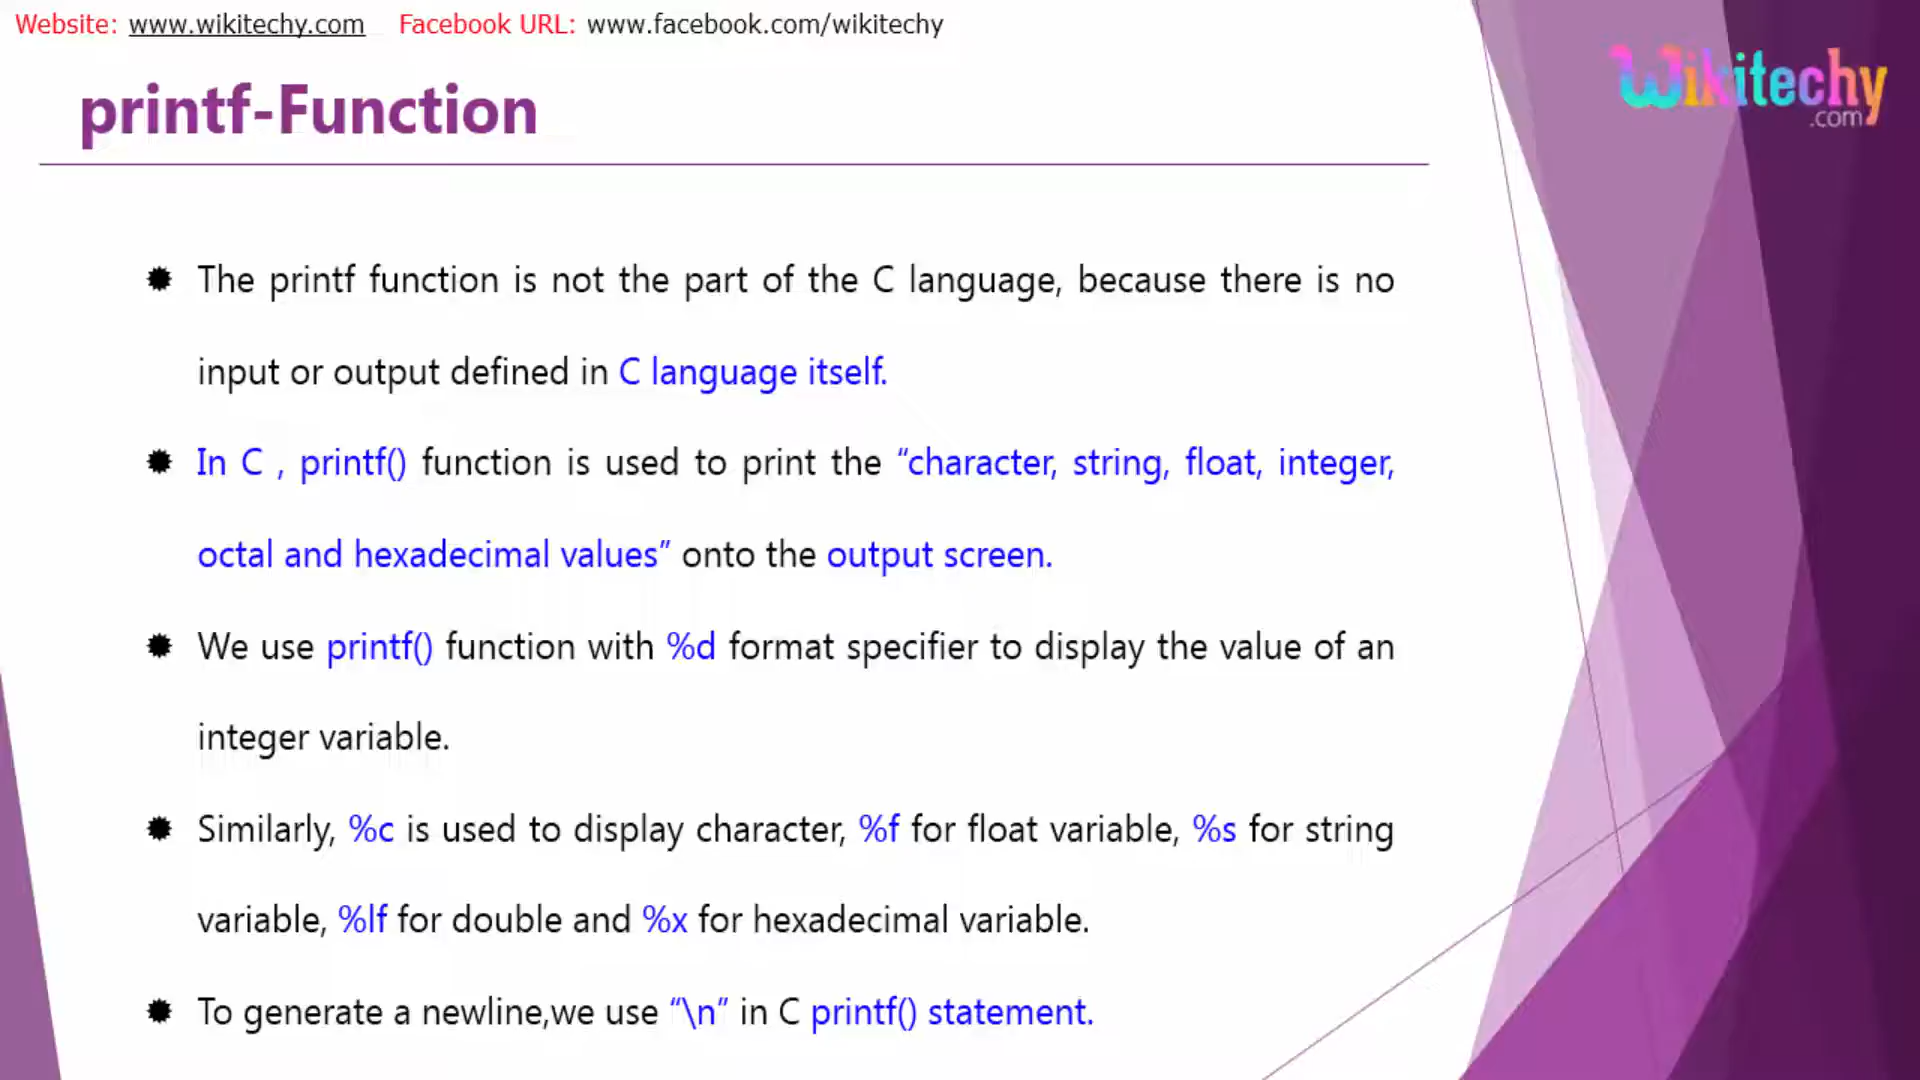 Website: www.wikitechy.com Facebook URL: www.facebook.com/wikitechy
Wikitechy
.com
printf-Function
The printf function is not the part of the C language, because there is no
input or output defined in C language itself.
In C , printf() function is used to print the “character, string, float, integer,
octal and hexadecimal values” onto the output screen.
We use printf() function with %d format specifier to display the value of an
integer variable.
Similarly, %c is used to display character, %f for float variable, %s for string
variable, %lf for double and %x for hexadecimal variable.
To generate a newline,we use “\n” in C printf() statement.